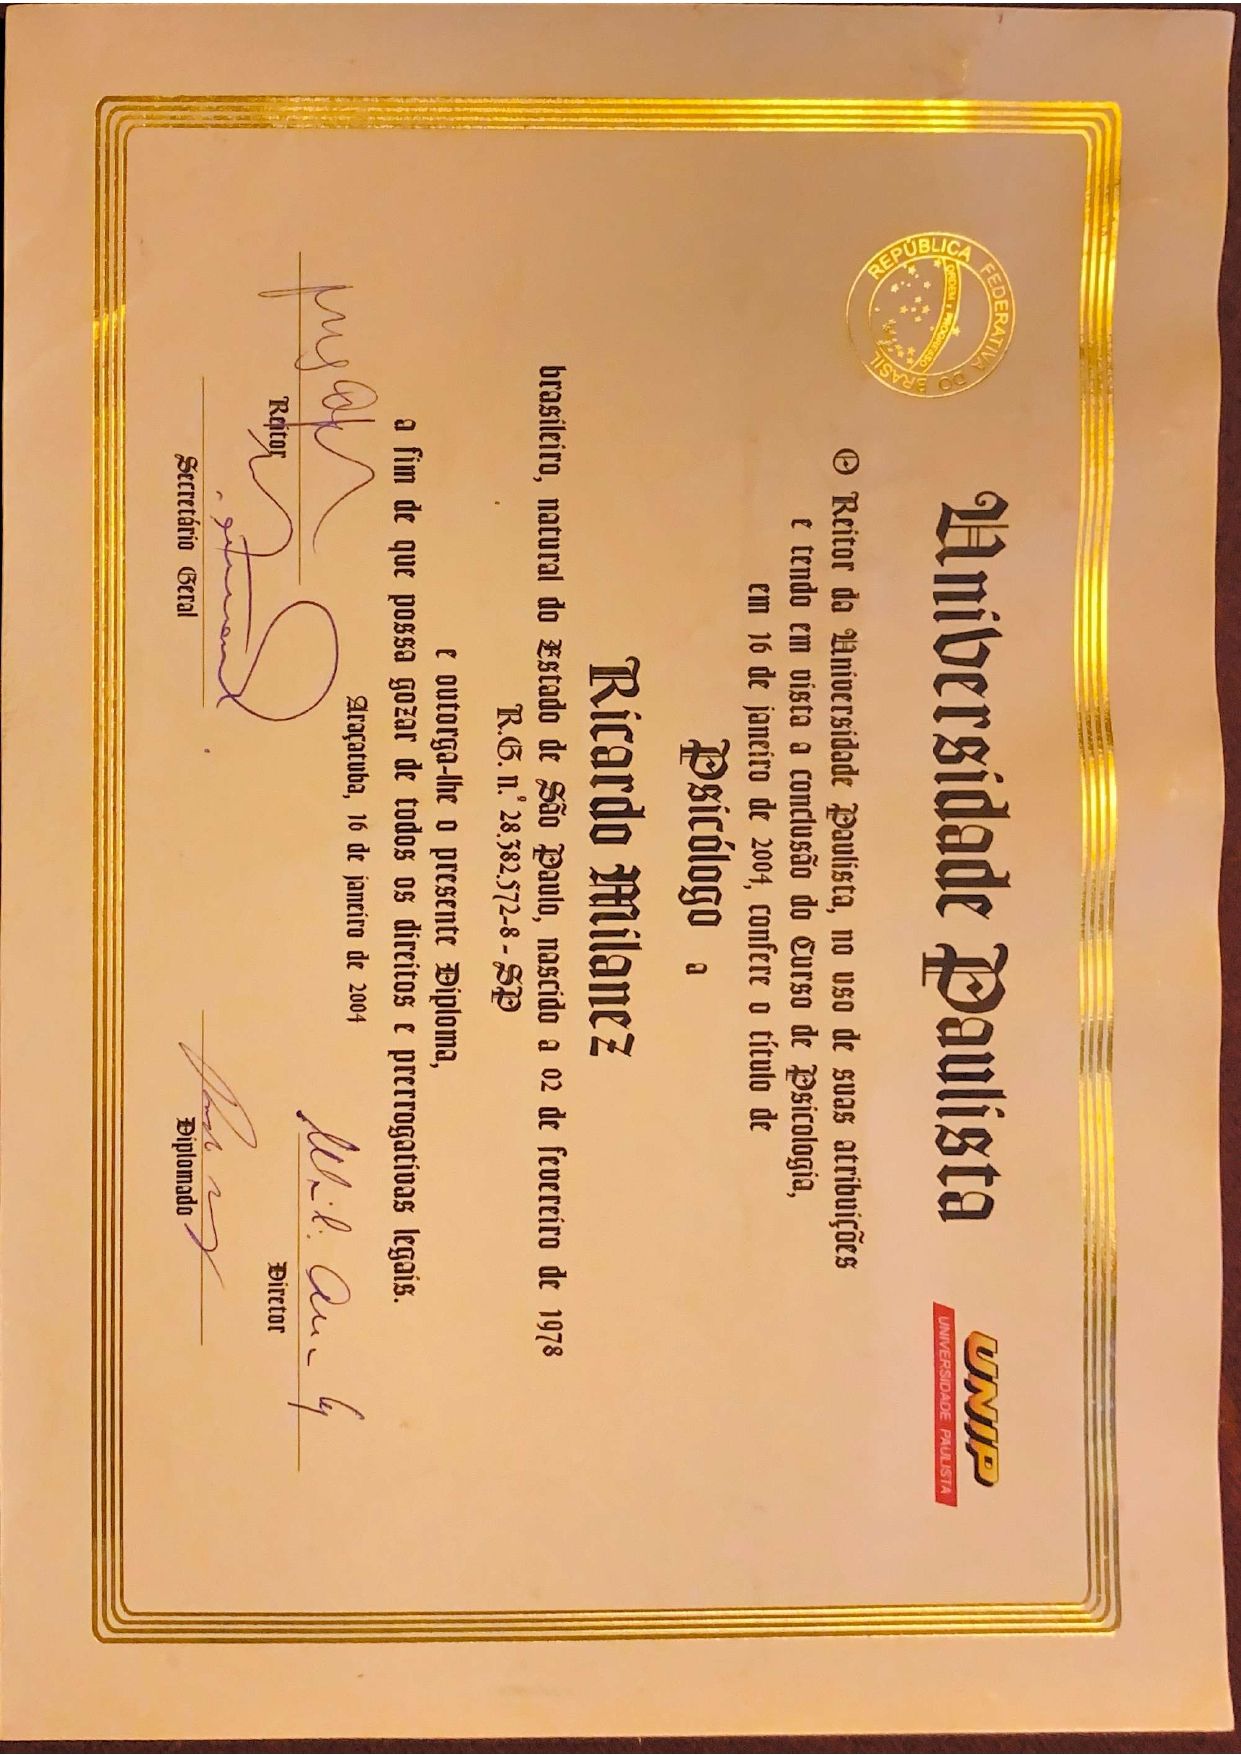 Universidade Paulista
REPÚBLICA FEDERATIVA DO BRASIL
ORDEM E PROGRESSO
UNIP
UNIVERSIDADE PAULISTA
O Reitor da Universidade Paulista, no uso de suas atribuições
e tendo em vista a conclusão do Curso de Psicologia,
em 16 de janeiro de 2004, confere o título de
Psicólogo a
Ricardo Milanez
brasileiro, natural do Estado de São Paulo, nascido a 02 de fevereiro de 1978
R.G. n.º 28.382.572-8 - SP
e outorga-lhe o presente Diploma,
a fim de que possa gozar de todos os direitos e prerrogativas legais.
Araçatuba, 16 de janeiro de 2004
Reitor
Diretor
Secretário Geral
Diplomado